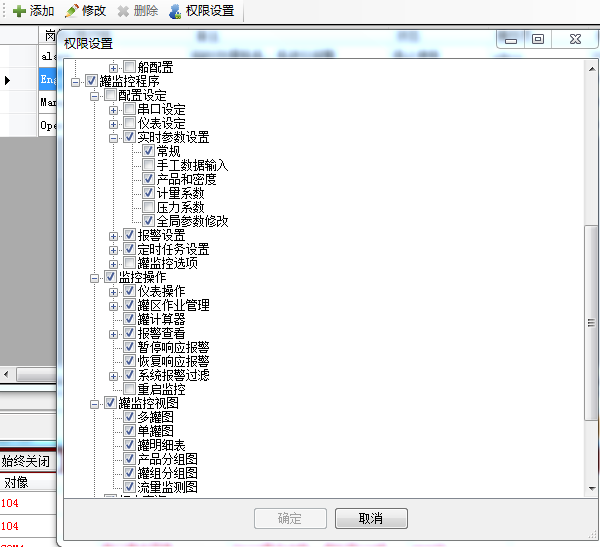 添加 修改 删除 权限设置
岗
权限设置
ala
Eng
Man
Ope
船配置
罐监控程序
配置设定
串口设定
仪表设定
实时参数设置
常规
手工数据输入
产品和密度
计量系数
压力系数
全局参数修改
报警设置
定时任务设置
罐监控选项
监控操作
仪表操作
罐区作业管理
罐计算器
报警查看
暂停响应报警
恢复响应报警
系统报警过滤
重启监控
罐监控视图
多罐图
单罐图
罐明细表
产品分组图
罐组分组图
流量监测图
始终关闭
对像
104
104
确定 取消